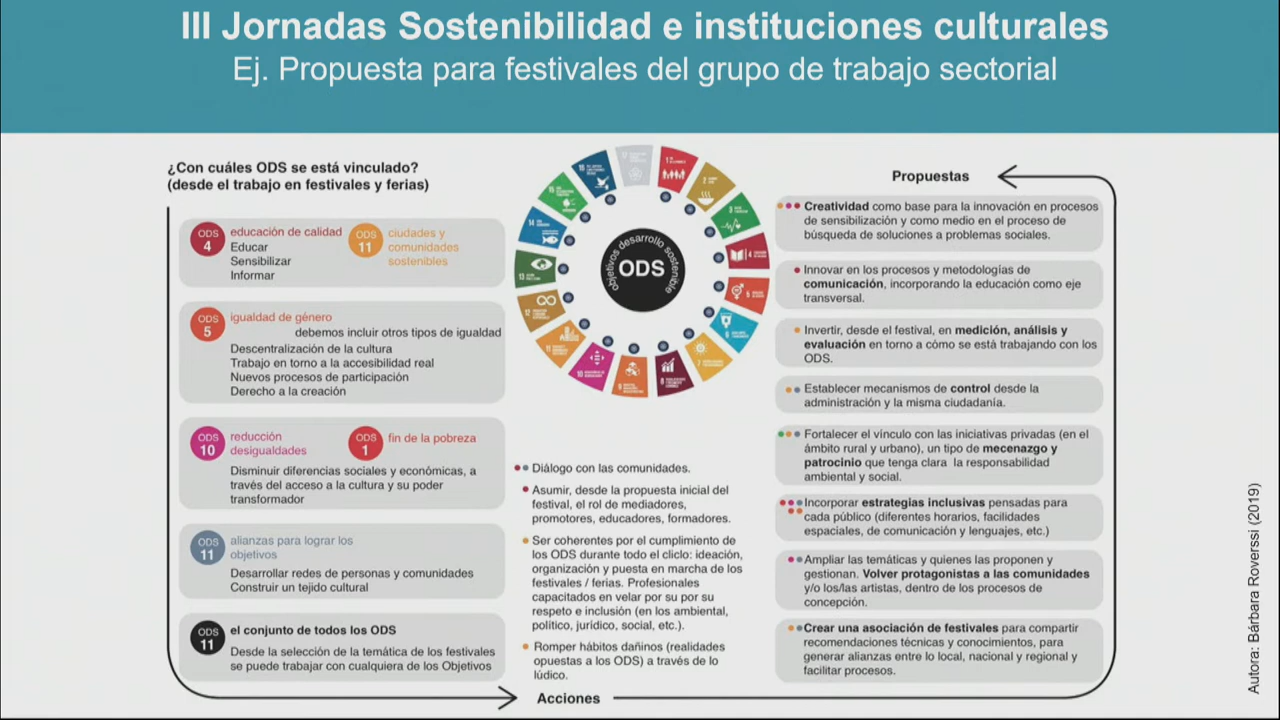 III Jornadas Sostenibilidad e instituciones culturales
Ej. Propuesta para festivales del grupo de trabajo sectorial
¿Con cuáles ODS se está vinculado?
(desde el trabajo en festivales y ferias)
ODS
4
educación de calidad
Educar
Sensibilizar
Informar
ODS
11
ciudades y
comunidades
sostenibles
ODS
5
igualdad de género
debemos incluir otros tipos de igualdad
Descentralización de la cultura
Trabajo en torno a la accesibilidad real
Nuevos procesos de participación
Derecho a la creación
ODS
10
reducción
desigualdades
ODS
1
fin de la pobreza
Disminuir diferencias sociales y económicas, a
través del acceso a la cultura y su poder
transformador
ODS
11
alianzas para lograr los
objetivos
Desarrollar redes de personas y comunidades
Construir un tejido cultural
ODS
11
el conjunto de todos los ODS
Desde la selección de la temática de los festivales
se puede trabajar con cualquiera de los Objetivos
objetivos desarrollo sostenible
ODS
Diálogo con las comunidades.
Asumir, desde la propuesta inicial del
festival, el rol de mediadores,
promotores, educadores, formadores.
Ser coherentes por el cumplimiento de
los ODS durante todo el cliclo: ideación,
organización y puesta en marcha de los
festivales / ferias. Profesionales
capacitados en velar por su por su
respeto e inclusión (en los ambiental,
político, jurídico, social, etc.).
Romper hábitos dañinos (realidades
opuestas a los ODS) a través de lo
lúdico.
Acciones
Propuestas
Creatividad como base para la innovación en procesos
de sensibilización y como medio en el proceso de
búsqueda de soluciones a problemas sociales.
Innovar en los procesos y metodologías de
comunicación, incorporando la educación como eje
transversal.
Invertir, desde el festival, en medición, análisis y
evaluación en torno a cómo se está trabajando con los
ODS.
Establecer mecanismos de control desde la
administración y la misma ciudadanía.
Fortalecer el vínculo con las iniciativas privadas (en el
ámbito rural y urbano), un tipo de mecenazgo y
patrocinio que tenga clara la responsabilidad
ambiental y social.
Incorporar estrategias inclusivas pensadas para
cada público (diferentes horarios, facilidades
espaciales, de comunicación y lenguajes, etc.)
Ampliar las temáticas y quienes las proponen y
gestionan. Volver protagonistas a las comunidades
y/o los/las artistas, dentro de los procesos de
concepción.
Crear una asociación de festivales para compartir
recomendaciones técnicas y conocimientos, para
generar alianzas entre lo local, nacional y regional y
facilitar procesos.
Autora: Bárbara Roverssi (2019)